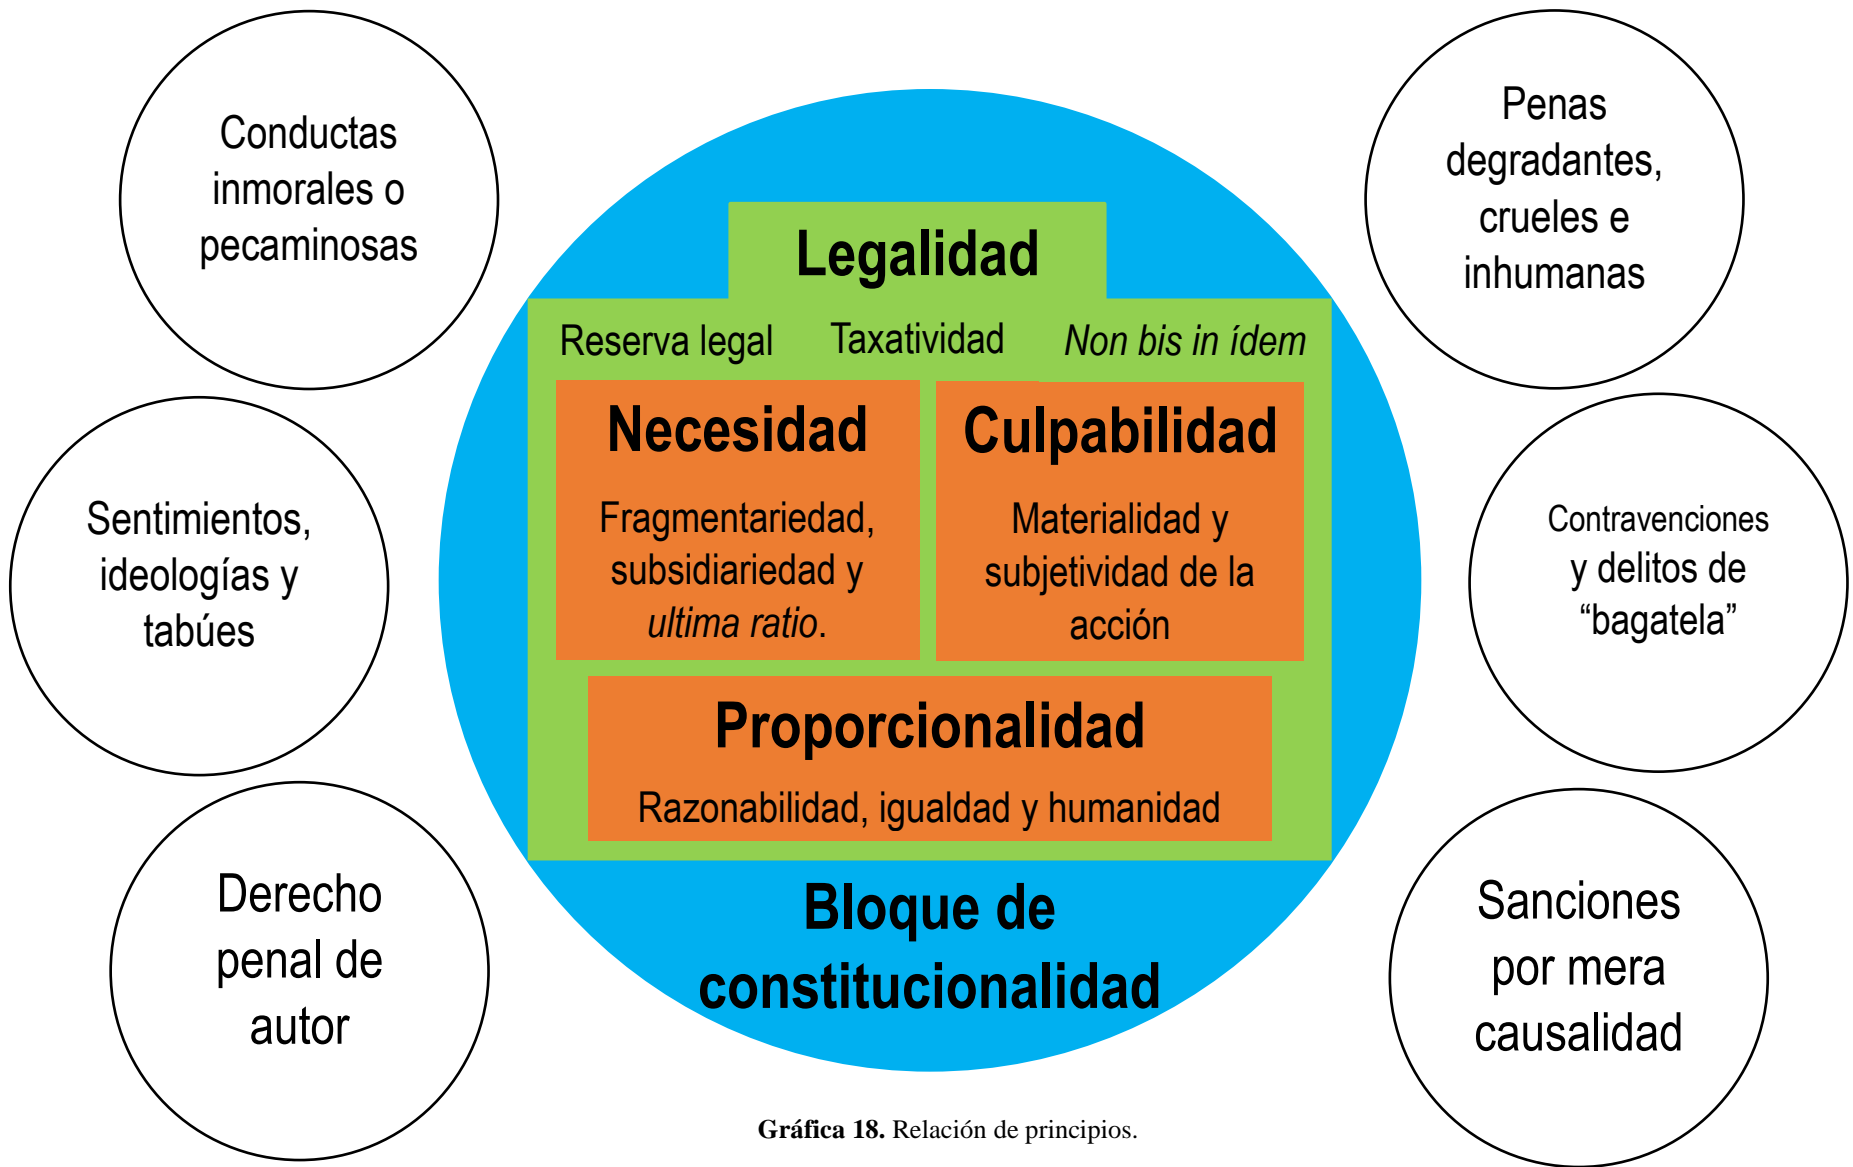 Conductas
inmorales o
pecaminosas
Sentimientos,
ideologías y
tabúes
Derecho
penal de
autor
Legalidad
Reserva legal
Taxatividad
Non bis in ídem
Necesidad
Fragmentariedad,
subsidiariedad y
ultima ratio.
Culpabilidad
Materialidad y
subjetividad de la
acción
Proporcionalidad
Razonabilidad, igualdad y humanidad
Bloque de
constitucionalidad
Penas
degradantes,
crueles e
inhumanas
Contravenciones
y delitos de
“bagatela”
Sanciones
por mera
causalidad
Gráfica 18. Relación de principios.